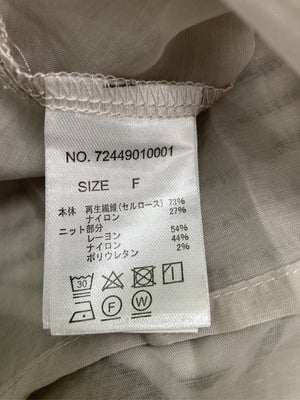 NO. 72449010001
SIZE F
本体 再生繊維(セルロース) 73%
ナイロン 27%
ニット部分
レーヨン 54%
ナイロン 44%
ポリウレタン 2%
30
F W